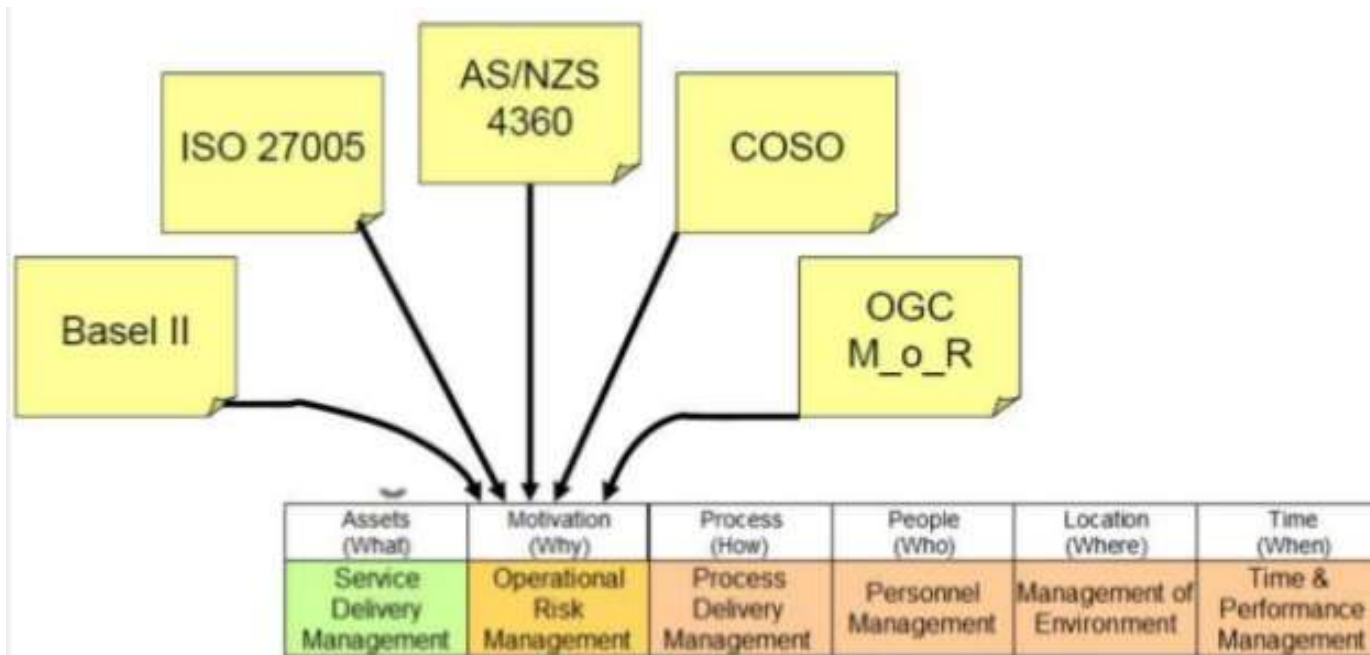 AS/NZS
4360
ISO 27005
COSO
Basel II
OGC
M_o_R
Assets
(What)
Motivation
(Why)
Process
(How)
People
(Who)
Location
(Where)
Time
(When)
Service
Delivery
Management
Operational
Risk
Management
Process
Delivery
Management
Personnel
Management
Management of
Environment
Time &
Performance
Management